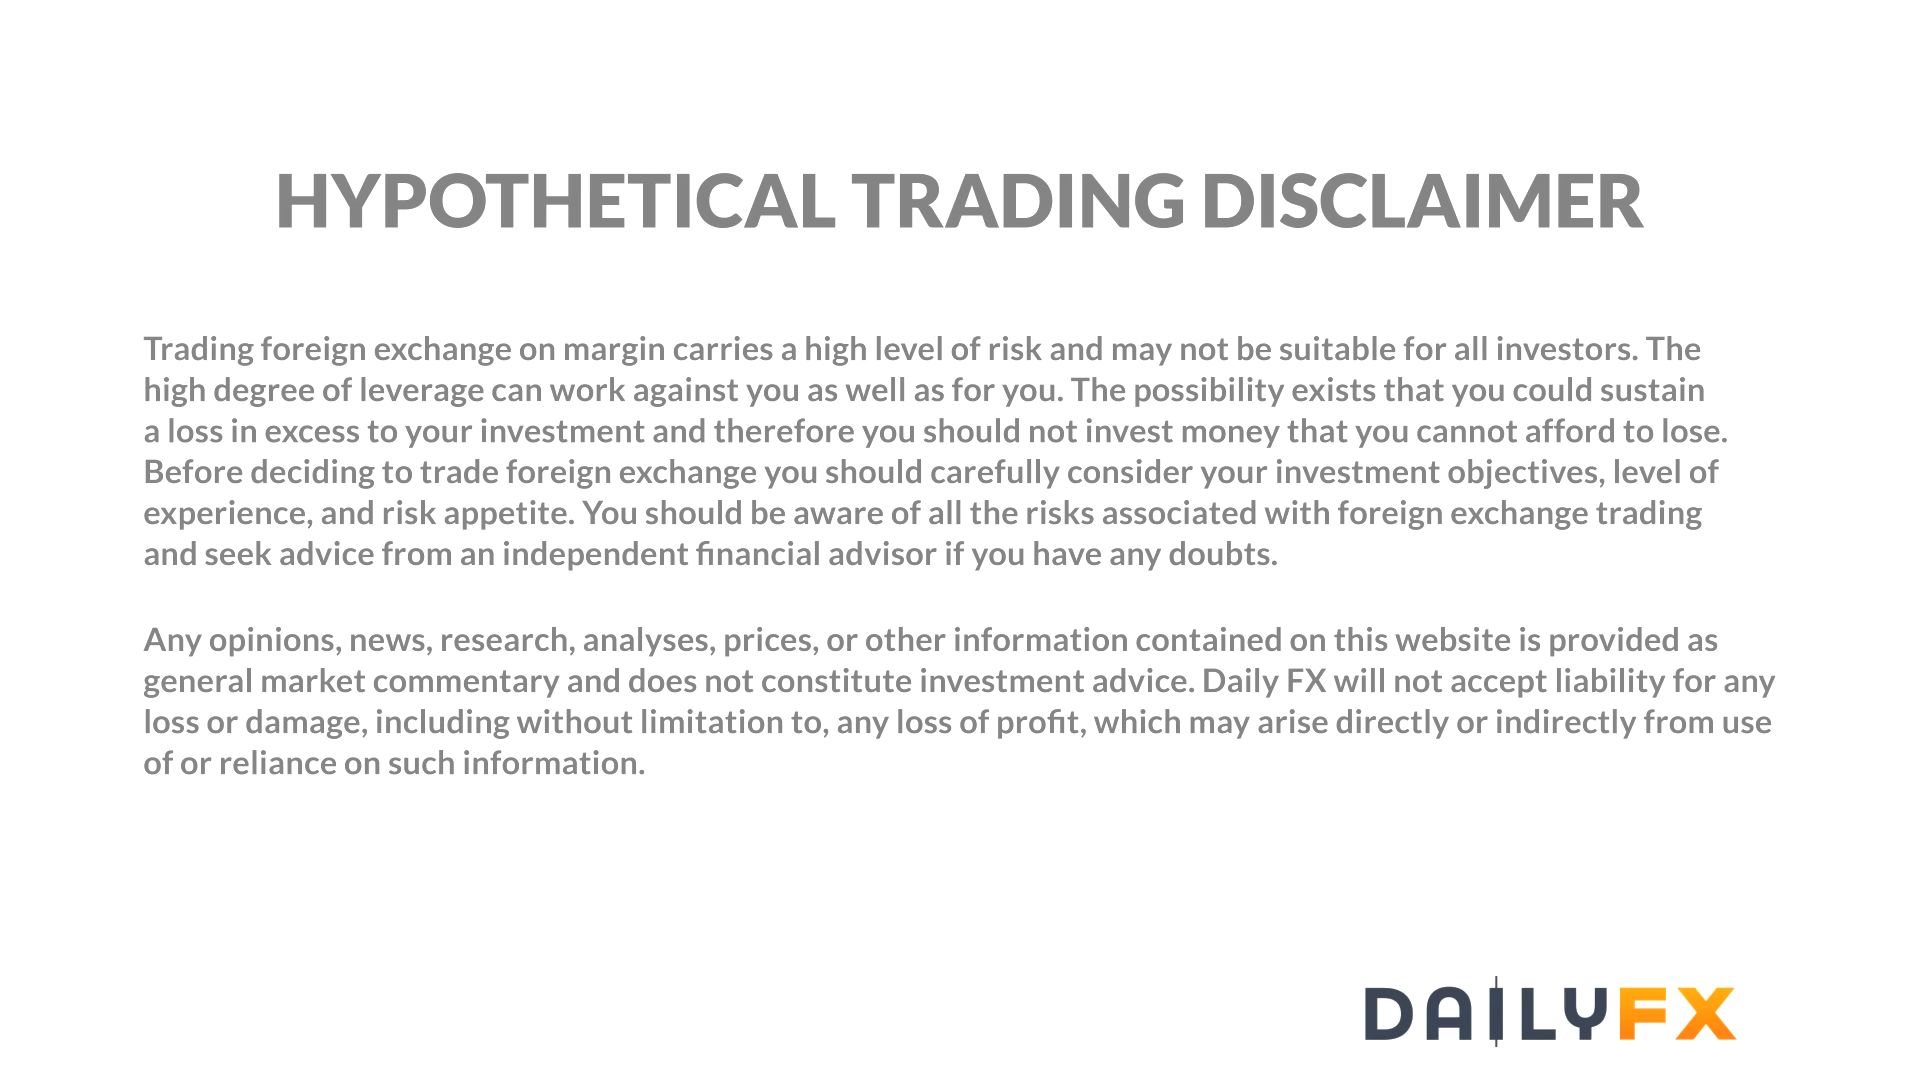 HYPOTHETICAL TRADING DISCLAIMER
Trading foreign exchange on margin carries a high level of risk and may not be suitable for all investors. The
high degree of leverage can work against you as well as for you. The possibility exists that you could sustain
a loss in excess to your investment and therefore you should not invest money that you cannot afford to lose.
Before deciding to trade foreign exchange you should carefully consider your investment objectives, level of
experience, and risk appetite. You should be aware of all the risks associated with foreign exchange trading
and seek advice from an independent financial advisor if you have any doubts.
Any opinions, news, research, analyses, prices, or other information contained on this website is provided as
general market commentary and does not constitute investment advice. Daily FX will not accept liability for any
loss or damage, including without limitation to, any loss of profit, which may arise directly or indirectly from use
of or reliance on such information.
DAILYFX